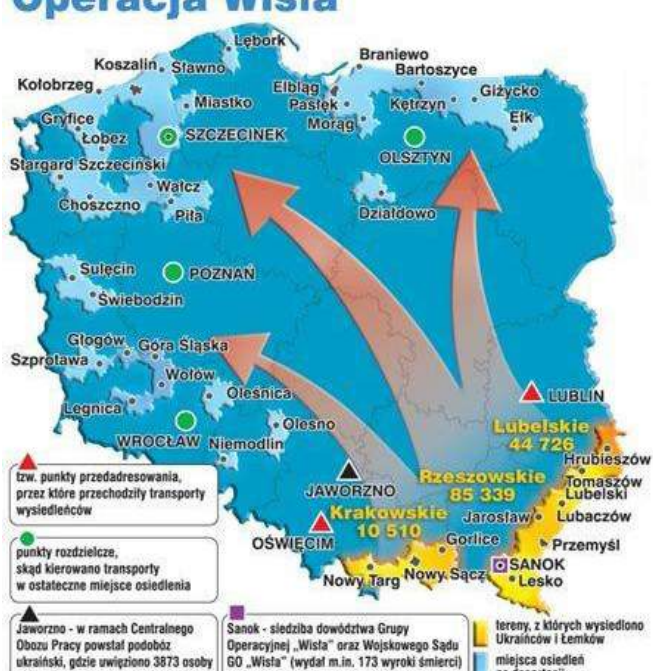 Operacja Wisła
Lębork
Koszalin
Sławno
Braniewo
Bartoszyce
Kołobrzeg
Elbląg
Giżycko
Miastko
Pasłęk
Kętrzyn
Gryfice
Morąg
Ełk
Łobez
SZCZECINEK
OLSZTYN
Stargard Szczeciński
Wałcz
Choszczno
Piła
Działdowo
Sulęcin
POZNAŃ
Świebodzin
Głogów
Góra Śląska
Szprotawa
Wołów
Oleśnica
LUBLIN
Legnica
Olesno
Lubelskie
44 726
WROCŁAW
Niemodlin
Hrubieszów
Tomaszów
Lubelski
Rzeszowskie
85 339
JAWORZNO
Krakowskie
10 510
Jarosław
Lubaczów
OŚWIĘCIM
Gorlice
Przemyśl
SANOK
Nowy Targ
Nowy Sącz
Lesko
tzw. punkty przedadresowania,
przez które przechodziły transporty
wysiedleńców
punkty rozdzielcze,
skąd kierowano transporty
w ostateczne miejsce osiedlenia
Jaworzno - w ramach Centralnego
Obozu Pracy powstał podobóz
ukraiński, gdzie uwięziono 3873 osoby
Sanok - siedziba dowództwa Grupy
Operacyjnej „Wisła” oraz Wojskowego Sądu
GO „Wisła” (wydał m.in. 173 wyroki śmierci)
tereny, z których wysiedlono
Ukraińców i Łemków
miejsca osiedleń